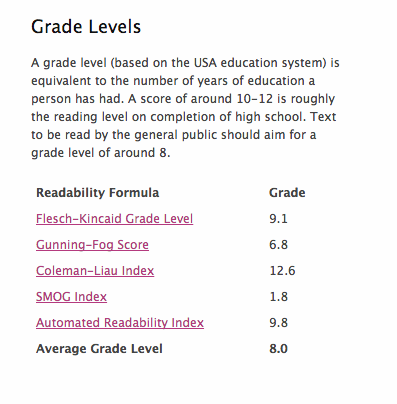 Grade Levels
A grade level (based on the USA education system) is
equivalent to the number of years of education a
person has had. A score of around 10–12 is roughly
the reading level on completion of high school. Text
to be read by the general public should aim for a
grade level of around 8.
Readability Formula Grade
Flesch–Kincaid Grade Level 9.1
Gunning–Fog Score 6.8
Coleman–Liau Index 12.6
SMOG Index 1.8
Automated Readability Index 9.8
Average Grade Level 8.0